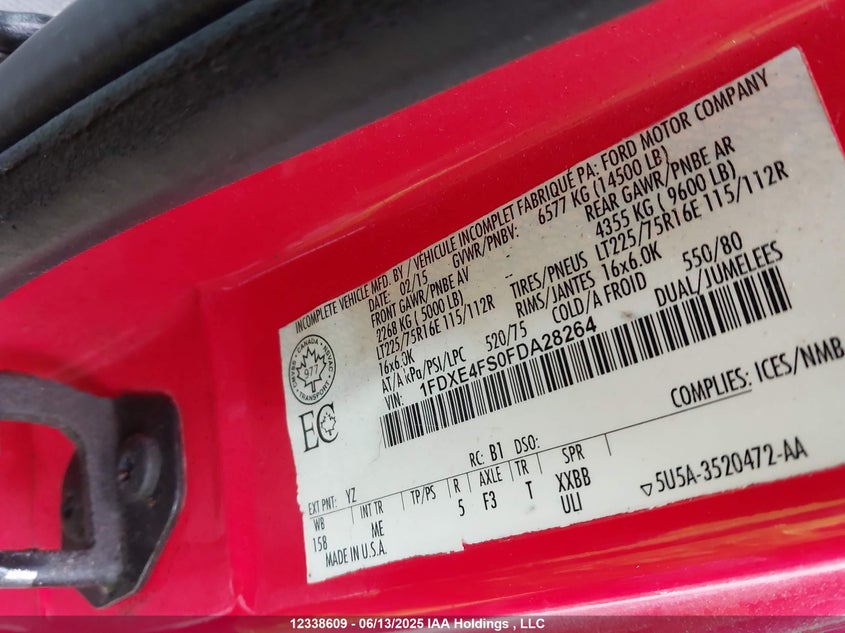 INCOMPLETE VEHICLE MFD. BY / VÉHICULE INCOMPLET FABRIQUÉ PA: FORD MOTOR COMPANY
DATE: 02/15 GVWR/PNBV: 6577 KG (14500 LB)
FRONT GAWR/PNBE AV REAR GAWR/PNBE AR
2268 KG (5000 LB) 4355 KG (9600 LB)
LT225/75R16E 115/112R TIRES/PNEUS LT225/75R16E 115/112R
16x6.0K RIMS/JANTES 16x6.0K
AT/A kPa/PSI/LPC 520/75 COLD/A FROID 550/80
VIN: 1FDXE4FS0FDA28264 DUAL/JUMELEES
CANADA
977
TRANSPORT
EC
COMPLIES: ICES/NMB
RC: B1 DSO:
EXT PNT: YZ
WB INT TR TP/PS R AXLE TR SPR
158 ME 5 F3 T XXBB
ULI
MADE IN U.S.A.
5U5A-3520472-AA
12338609 - 06/13/2025 IAA Holdings , LLC